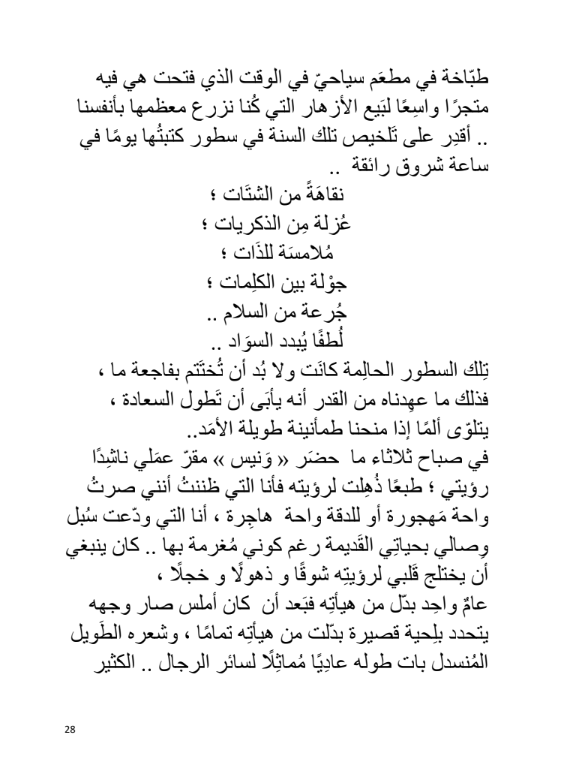 طبّاخة في مطعَم سياحيّ في الوقت الذي فتحت هي فيه
متجرًا واسِعًا لبَيع الأزهار التي كُنا نزرع معظمها بأنفسنا
.. أقدِر على تَلخيص تلك السنة في سطور كتبتُها يومًا في
ساعة شروق رائقة ..
نقاهَةً من الشتَات ؛
عُزلة مِن الذكريات ؛
مُلامسَة للذَات ؛
جوْلة بين الكلِمات ؛
جُرعة من السلام ..
لُطفًا يُبدد السوَاد ..
تِلك السطور الحالِمة كانَت ولا بُد أن تُختَتم بفاجعة ما ،
فذلك ما عهِدناه من القدر أنه يأبَى أن تَطول السعادة ،
يتلوّى ألمًا إذا منحنا طمأنينة طويلة الأمَد..
في صباح ثلاثاء ما حضَر « وَنيس » مقرّ عمَلي ناشِدًا
رؤيتي ؛ طبعًا ذُهِلت لرؤيته فأنا التي ظننتُ أنني صرتُ
واحة مَهجورة أو للدقة واحة هاجِرة ، أنا التي ودّعت سُبل
وِصالي بحياتِي القَديمة رغم كوني مُغرمة بها .. كان ينبغي
أن يختلج قَلبي لرؤيتِه شوقًا و ذهولًا و خجلًا ،
عامٌ واحِد بدّل من هيأتِه فبَعد أن كان أملس صار وجهه
يتحدد بلِحية قصيرة بدّلت من هيأتِه تمامًا ، وشعره الطَويل
المُنسدل بات طوله عادِيًا مُماثِلًا لسائر الرجال .. الكثير
28